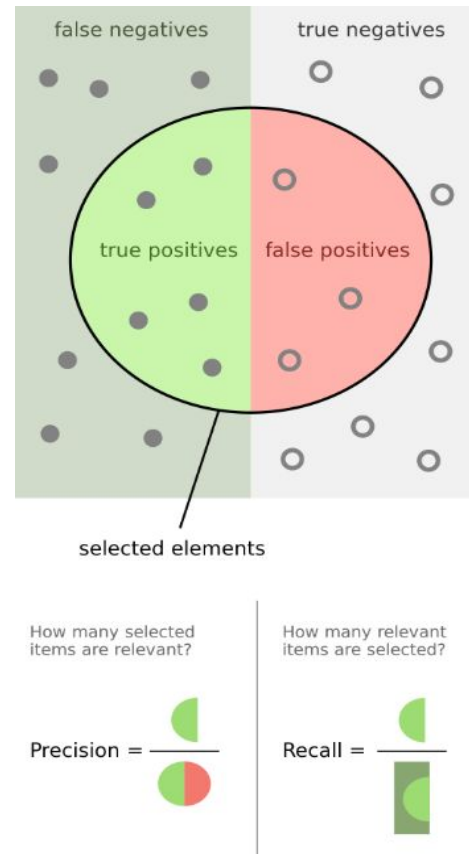 false negatives
true negatives
true positives
false positives
selected elements
How many selected
items are relevant?
Precision =
How many relevant
items are selected?
Recall =